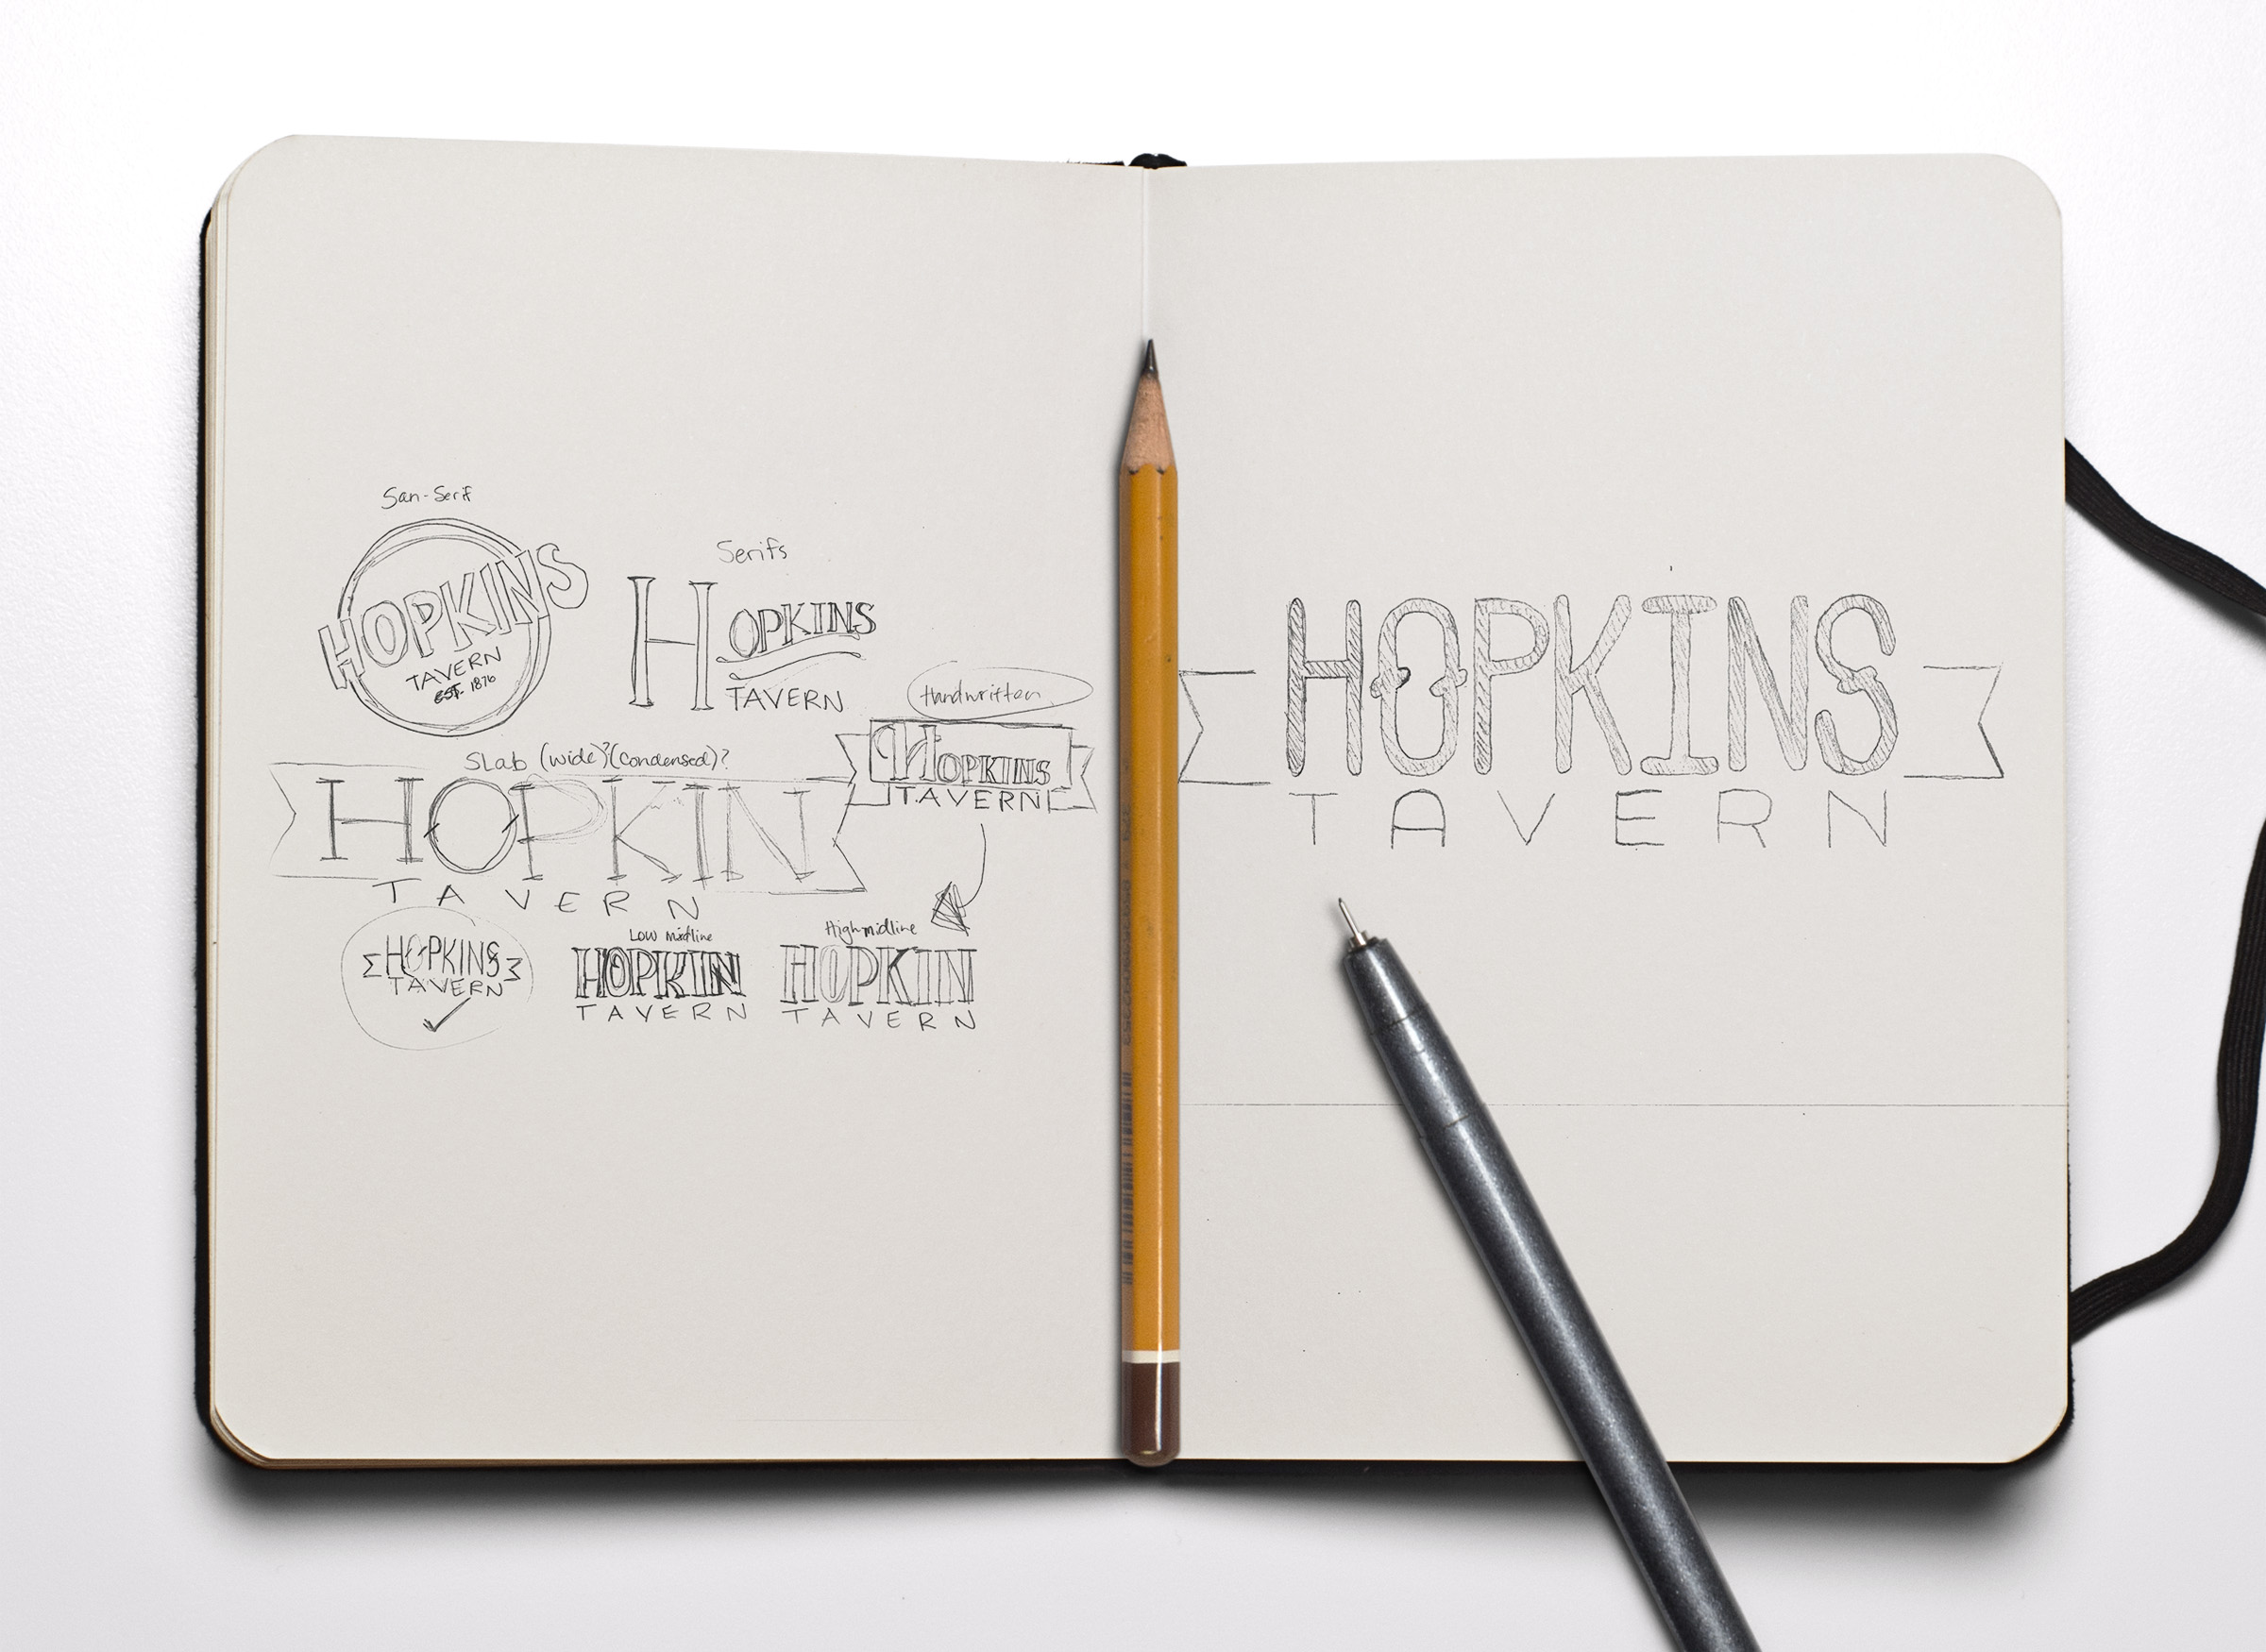 San-Serif
HOPKINS
TAVERN
EST. 1876
Serifs
HOPKINS
TAVERN
Handwritten
HOPKINS
TAVERN
SLab (wide)?(condensed)?
HOPKIN
TAVERN
HOPKINS
TAVERN
Low midline
HOPKIN
TAVERN
High midline
HOPKIN
TAVERN
HOPKINS
TAVERN